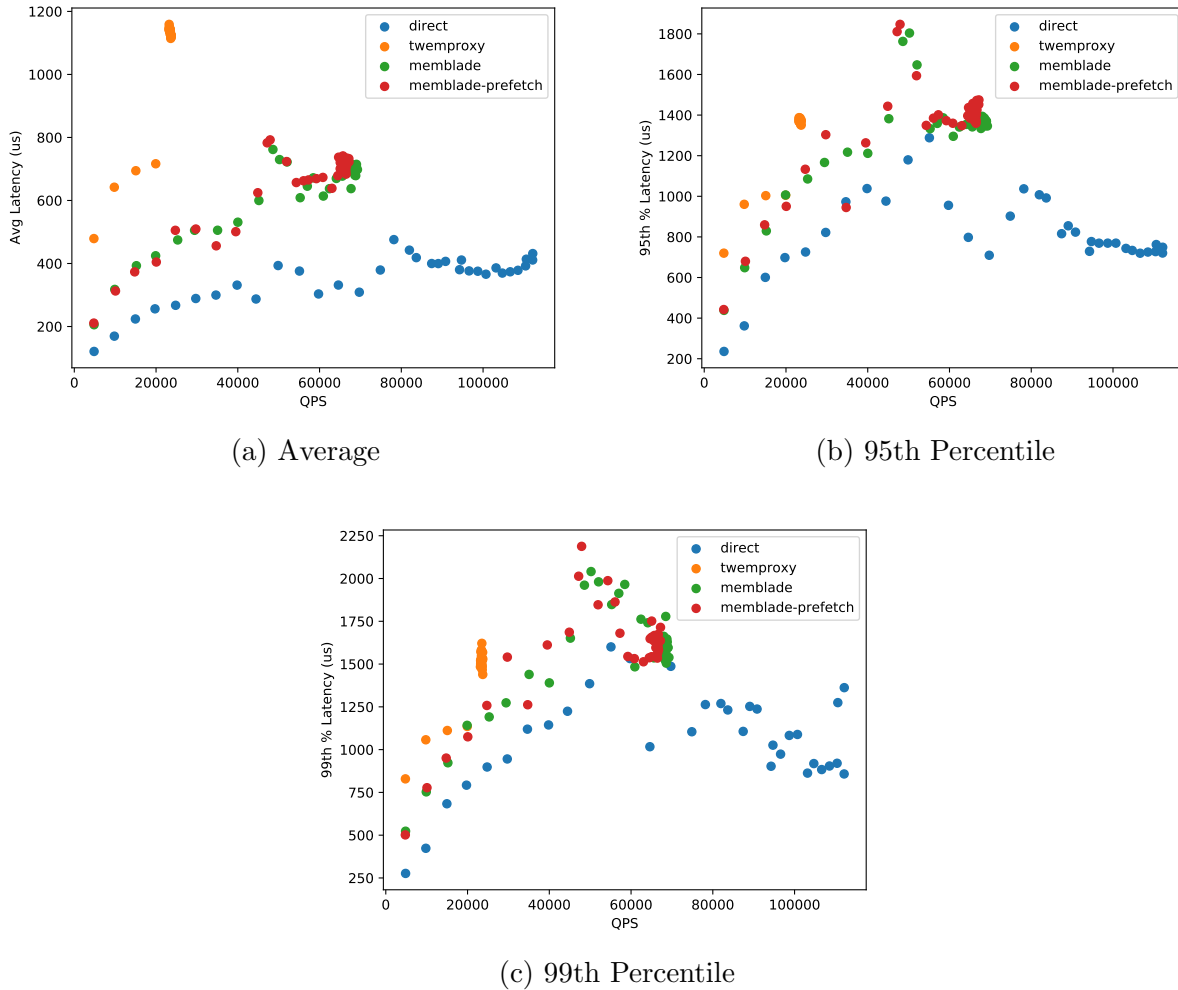 1200
1000
800
600
400
200
0
20000
40000
60000
80000
100000
Avg Latency (us)
QPS
direct
twemproxy
memblade
memblade-prefetch
(a) Average
1800
1600
1400
1200
1000
800
600
400
200
0
20000
40000
60000
80000
100000
95th % Latency (us)
QPS
direct
twemproxy
memblade
memblade-prefetch
(b) 95th Percentile
2250
2000
1750
1500
1250
1000
750
500
250
0
20000
40000
60000
80000
100000
99th % Latency (us)
QPS
direct
twemproxy
memblade
memblade-prefetch
(c) 99th Percentile